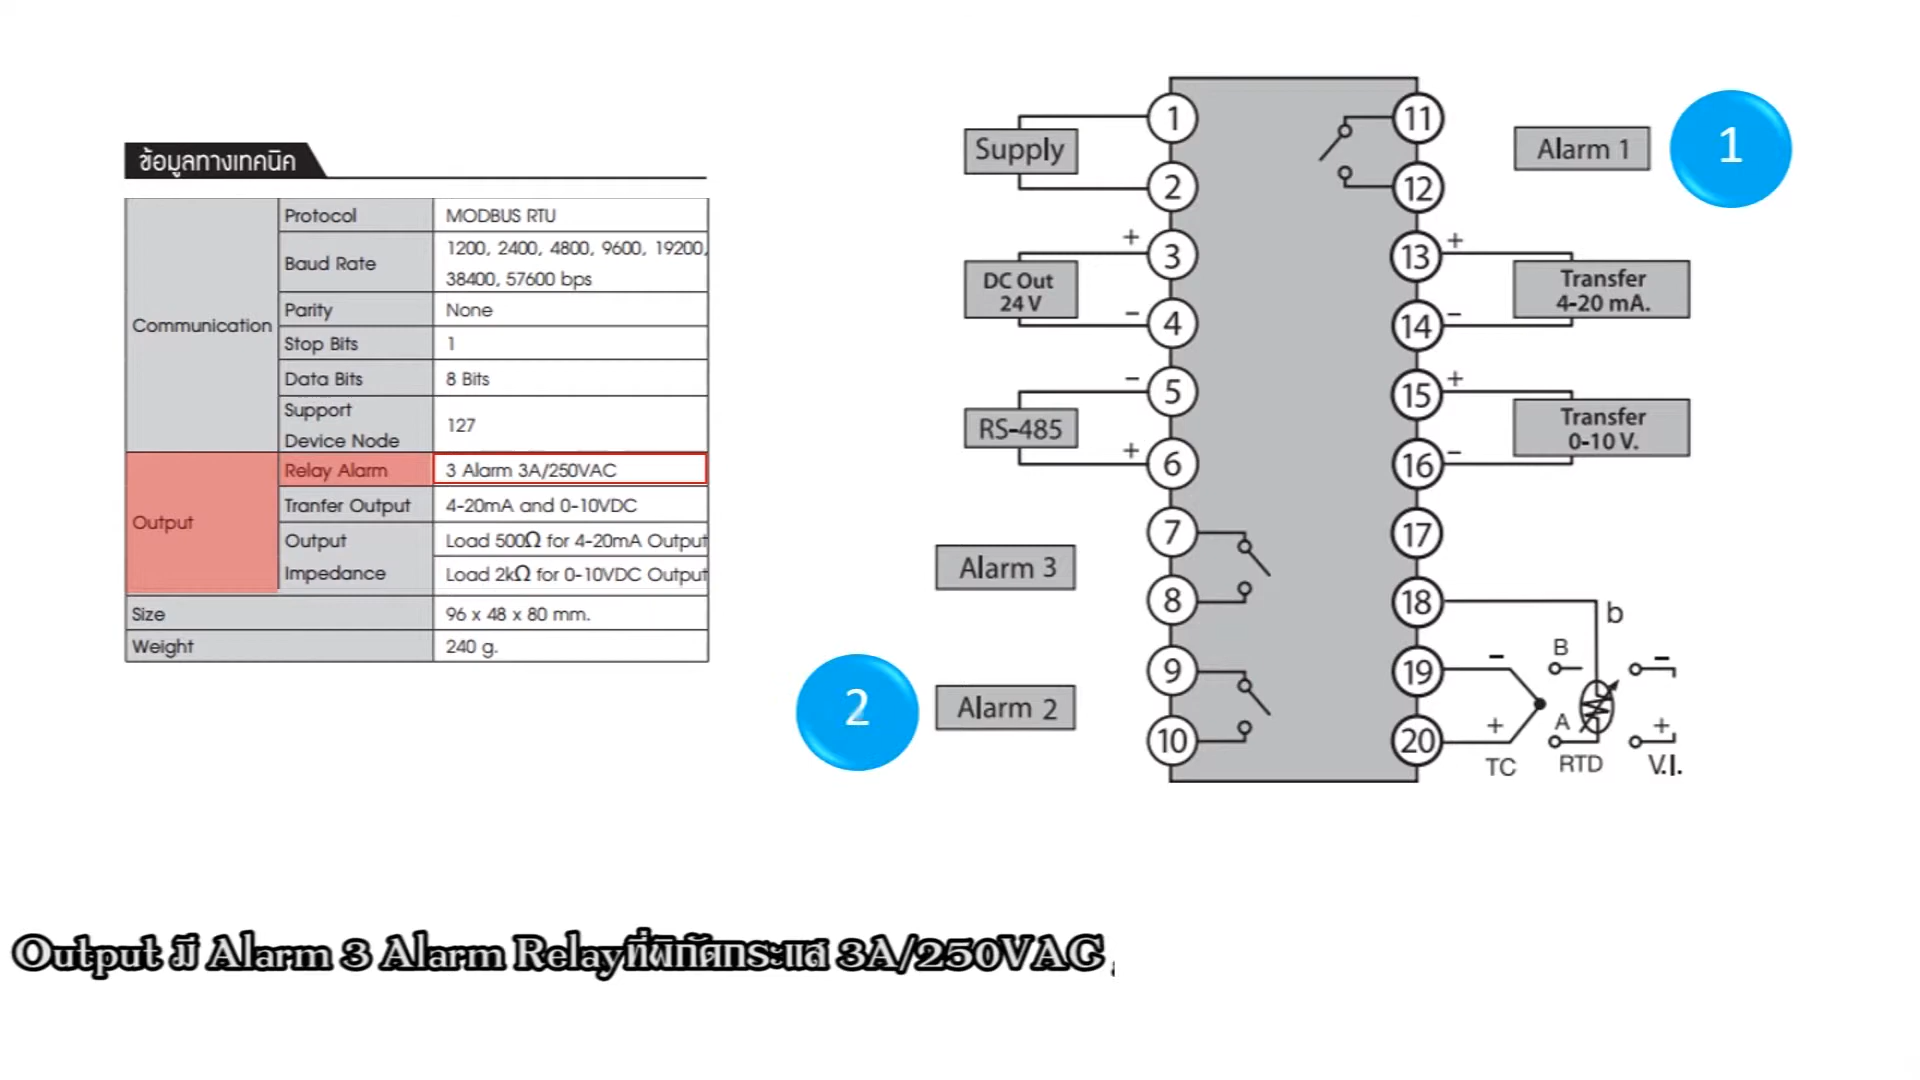 ข้อมูลทางเทคนิค
Communication
Protocol
MODBUS RTU
Baud Rate
1200, 2400, 4800, 9600, 19200,
38400, 57600 bps
Parity
None
Stop Bits
1
Data Bits
8 Bits
Support
Device Node
127
Output
Relay Alarm
3 Alarm 3A/250VAC
Tranfer Output
4-20mA and 0-10VDC
Output
Impedance
Load 500Ω for 4-20mA Output
Load 2kΩ for 0-10VDC Output
Size
96 x 48 x 80 mm.
Weight
240 g.
Supply
1
2
DC Out
24 V
+
3
−
4
RS-485
−
5
+
6
Alarm 3
7
8
2
Alarm 2
9
10
11
12
Alarm 1
1
13
+
14
−
Transfer
4-20 mA.
15
+
16
−
Transfer
0-10 V.
17
18
b
19
−
B
−
20
+
A
+
TC
RTD
V.I.
Output มี Alarm 3 Alarm Relayที่พิกัดกระแส 3A/250VAC